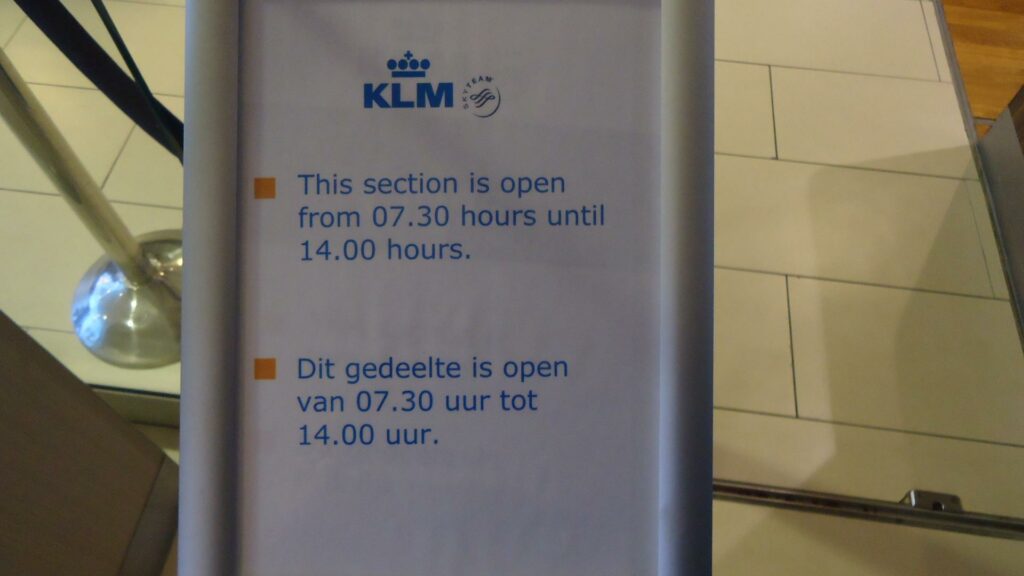 KLM SKYTEAM
This section is open
from 07.30 hours until
14.00 hours.
Dit gedeelte is open
van 07.30 uur tot
14.00 uur.